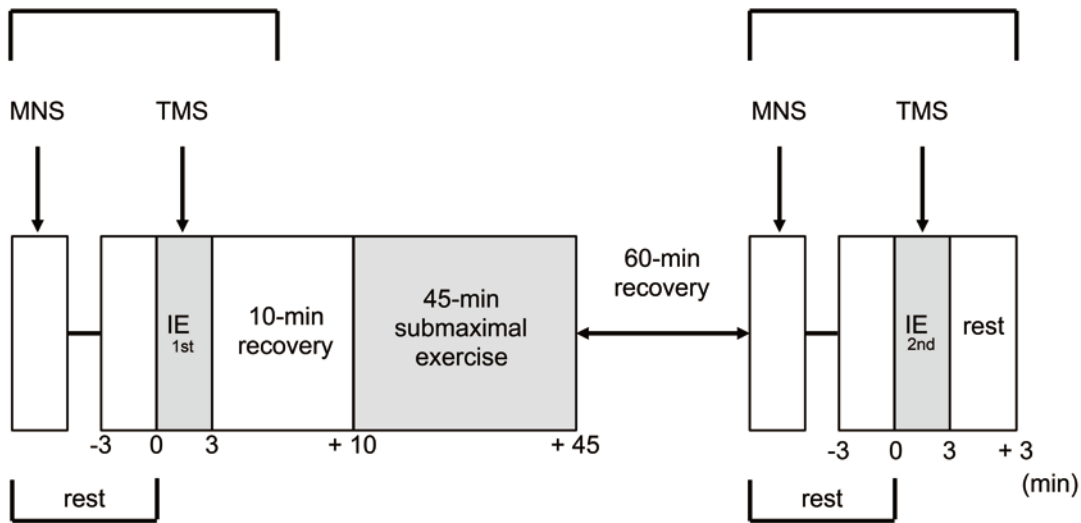 MNS TMS MNS TMS
60-min
recovery
IE
1st
10-min
recovery
45-min
submaximal
exercise
IE
2nd
rest
-3 0 3 + 10 + 45 -3 0 3 + 3
(min)
rest rest